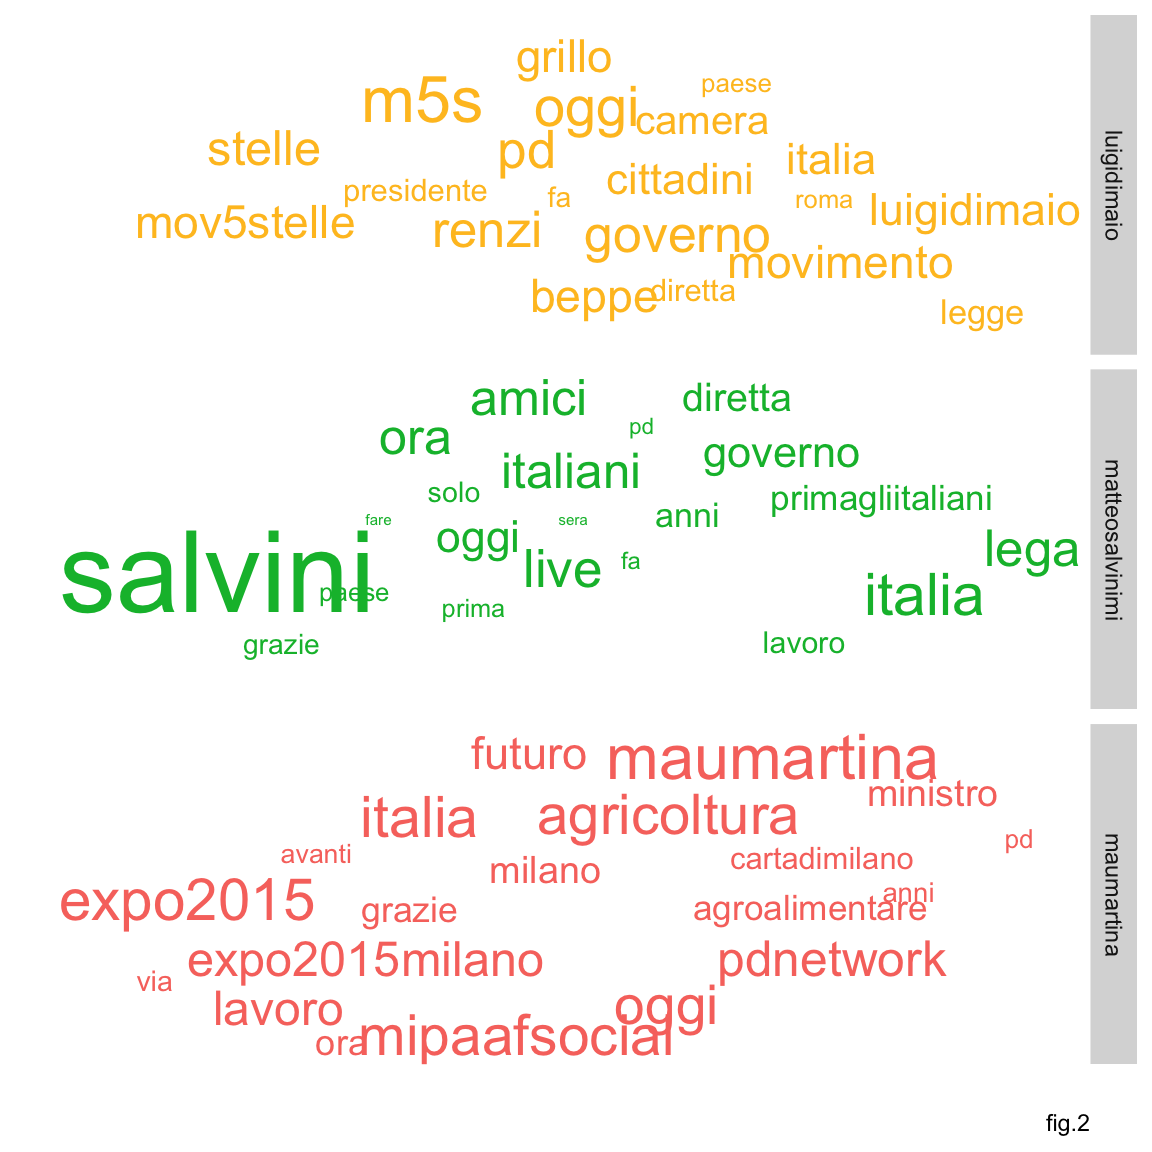 grillo
paese
m5s
oggi
camera
stelle
pd
italia
cittadini
presidente
fa
roma
luigidimaio
mov5stelle
renzi
governo
movimento
beppe
diretta
legge
luigidimaio
amici
diretta
ora
pd
italiani
governo
solo
primagliitaliani
fare
oggi
sera
anni
lega
salvini
live
fa
paese
italia
prima
grazie
lavoro
matteosalvinimi
futuro
maumartina
ministro
italia
agricoltura
pd
avanti
milano
cartadimilano
anni
expo2015
grazie
agroalimentare
expo2015milano
pdnetwork
via
lavoro
oggi
ora
mipaafsocial
maumartina
fig.2